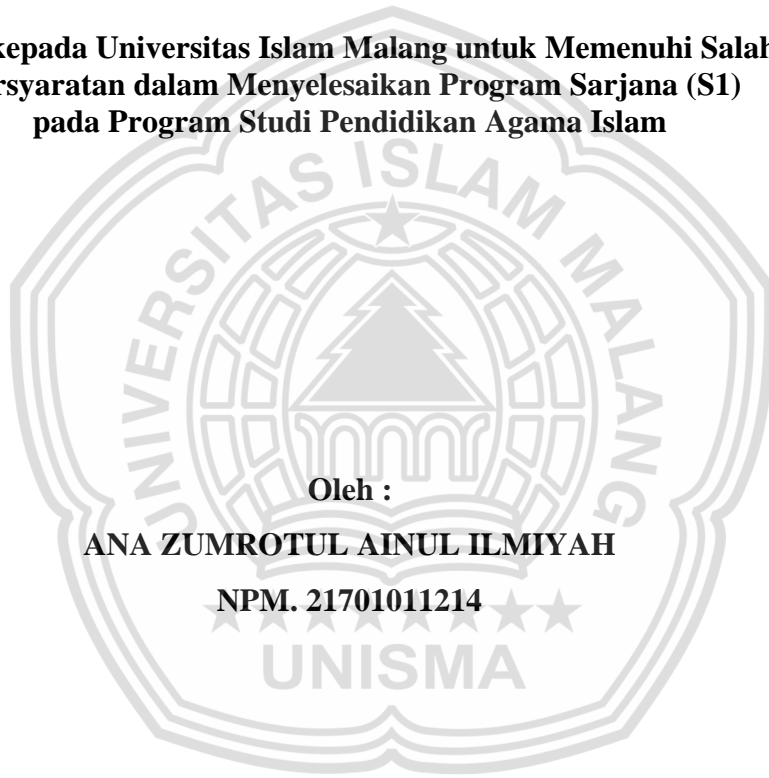 kepada Universitas Islam Malang untuk Memenuhi Salah
rsyaratan dalam Menyelesaikan Program Sarjana (S1)
pada Program Studi Pendidikan Agama Islam
UNIVERSITAS ISLAM MALANG
Oleh :
ANA ZUMROTUL AINUL ILMIYAH
NPM. 21701011214
UNISMA